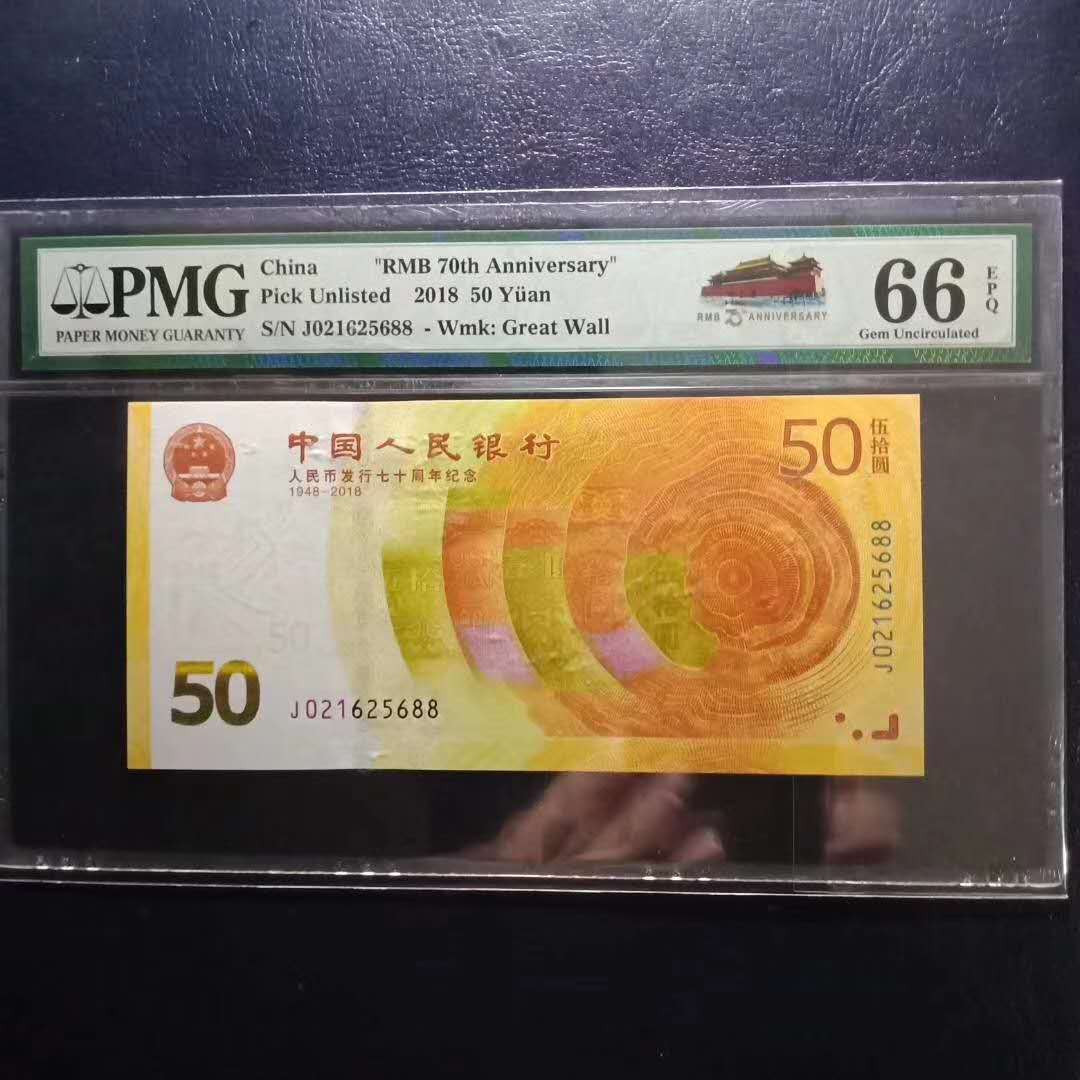 PMG
PAPER MONEY GUARANTY
China "RMB 70th Anniversary"
Pick Unlisted 2018 50 Yüan
S/N J021625688 - Wmk: Great Wall
RMB 70th ANNIVERSARY
66 EPQ
Gem Uncirculated
中国人民银行
人民币发行七十周年纪念
1948-2018
50 伍拾圆
J021625688
50
50
J021625688